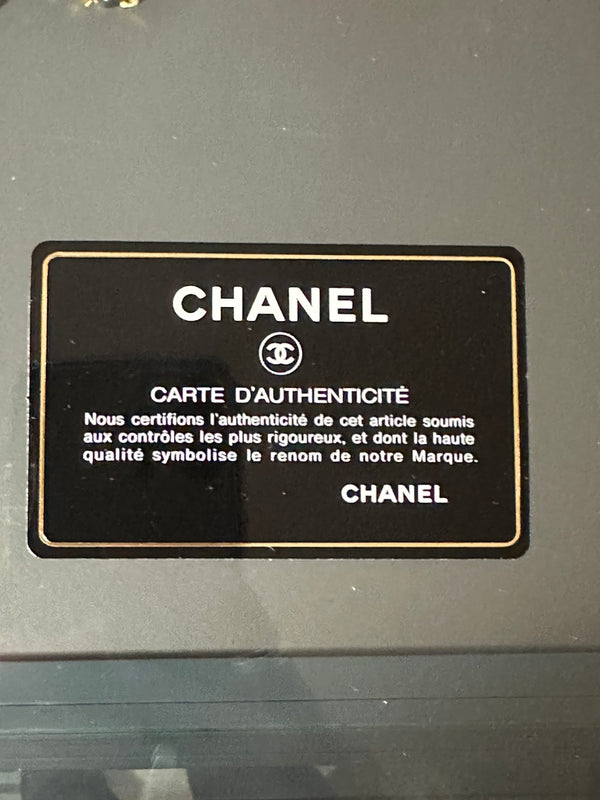 CHANEL
CARTE D'AUTHENTICITÉ
Nous certifions l'authenticité de cet article soumis
aux contrôles les plus rigoureux, et dont la haute
qualité symbolise le renom de notre Marque.
CHANEL